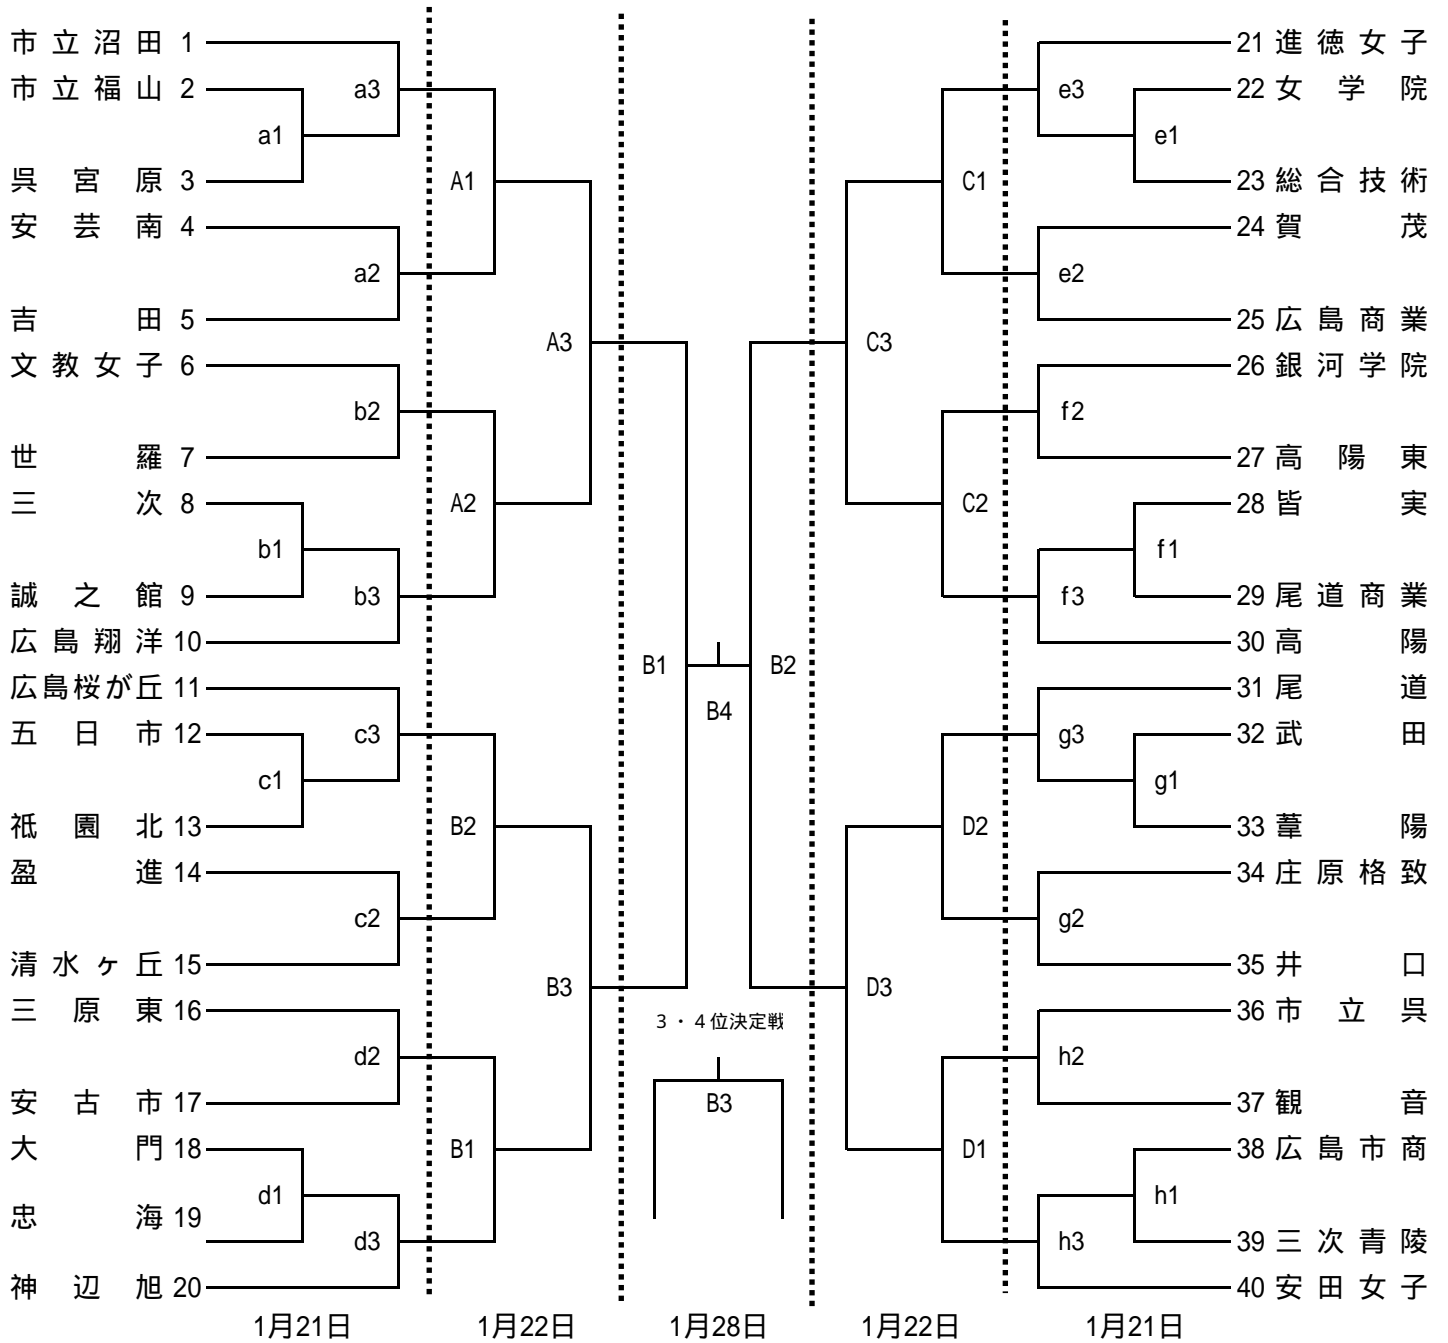 市立沼田 1
市立福山 2
呉宮原 3
安芸南 4
吉田 5
文教女子 6
世羅 7
三次 8
誠之館 9
広島翔洋 10
広島桜が丘 11
五日市 12
祇園北 13
盈進 14
清水ヶ丘 15
三原東 16
安古市 17
大門 18
忠海 19
神辺旭 20
a1
a3
a2
b2
b1
b3
c3
c1
c2
d2
d1
d3
A1
A2
B2
B1
A3
B3
B1
B4
B2
3・4位決定戦
B3
C3
D3
C1
C2
D2
D1
e3
e1
e2
f2
f1
f3
g3
g1
g2
h2
h1
h3
21 進徳女子
22 女学院
23 総合技術
24 賀茂
25 広島商業
26 銀河学院
27 高陽東
28 皆実
29 尾道商業
30 高陽
31 尾道
32 武田
33 葦陽
34 庄原格致
35 井口
36 市立呉
37 観音
38 広島市商
39 三次青陵
40 安田女子
1月21日
1月22日
1月28日
1月22日
1月21日